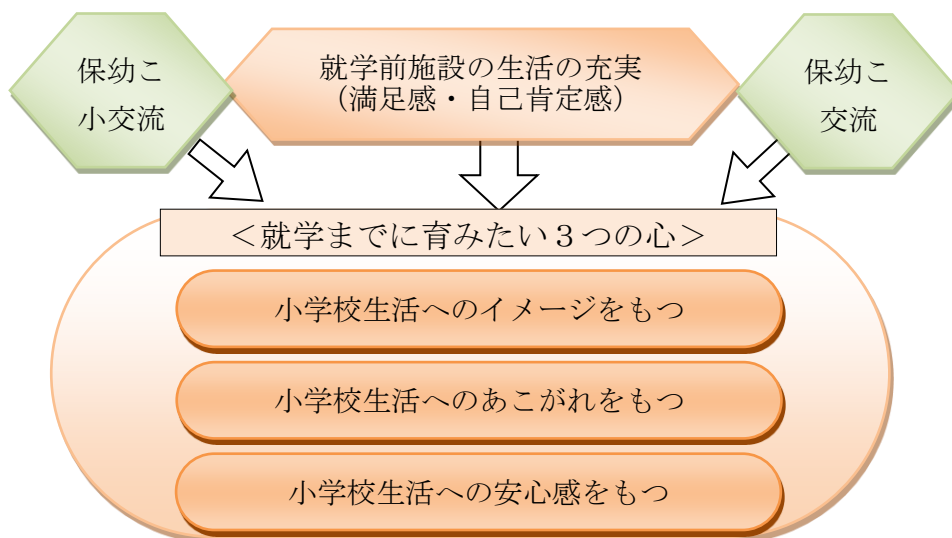 保幼こ
小交流
就学前施設の生活の充実
（満足感・自己肯定感）
保幼こ
交流
＜就学までに育みたい３つの心＞
小学校生活へのイメージをもつ
小学校生活へのあこがれをもつ
小学校生活への安心感をもつ